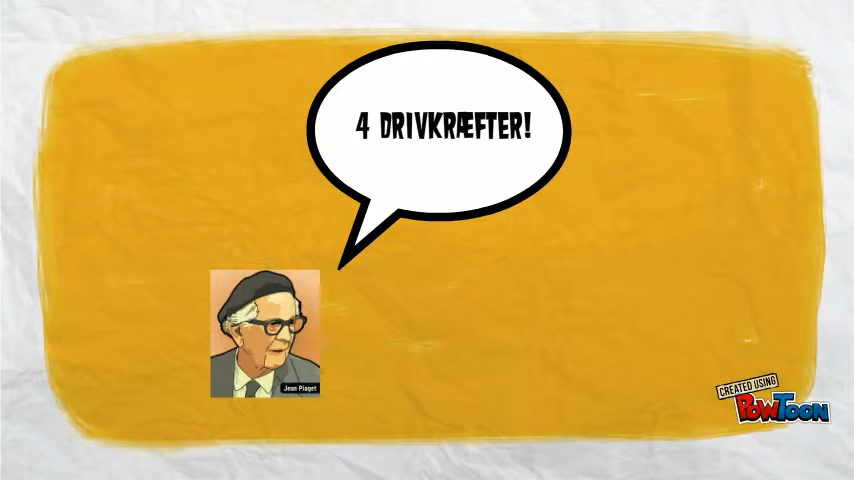 4 DRIVKRÆFTER!
Jean Piaget
CREATED USING
POWTOON